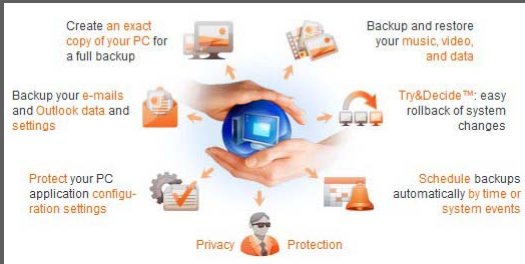 Create an exact
copy of your PC for
a full backup
Backup and restore
your music, video,
and data
Backup your e-mails
and Outlook data and
settings
Try&Decide™: easy
rollback of system
changes
Protect your PC
application configu-
ration settings
Schedule backups
automatically by time or
system events
Privacy Protection